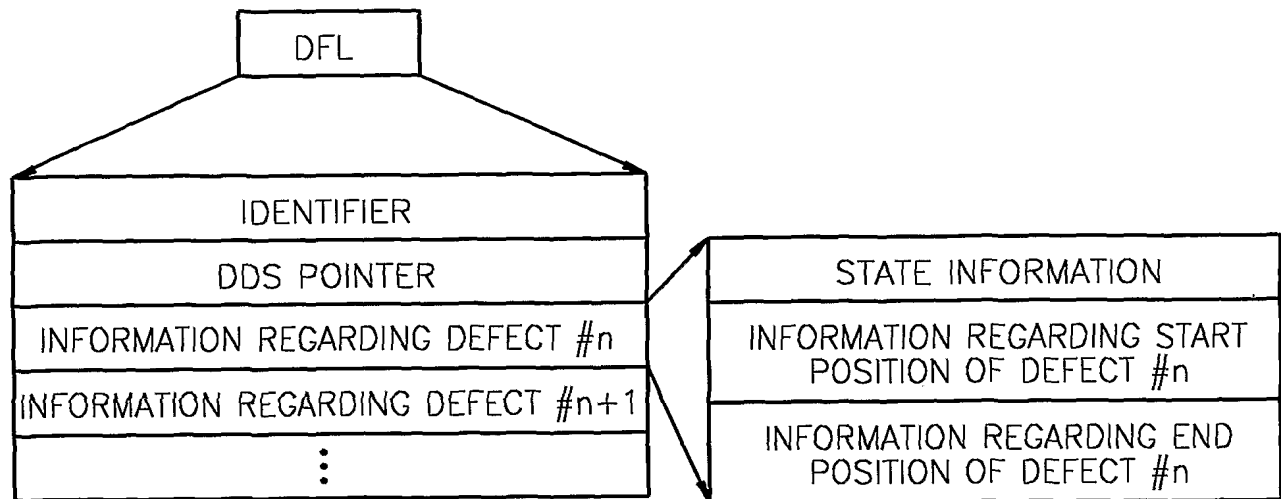 DFL
IDENTIFIER
DDS POINTER
INFORMATION REGARDING DEFECT #n
INFORMATION REGARDING DEFECT #n+1
⋮
STATE INFORMATION
INFORMATION REGARDING START
POSITION OF DEFECT #n
INFORMATION REGARDING END
POSITION OF DEFECT #n